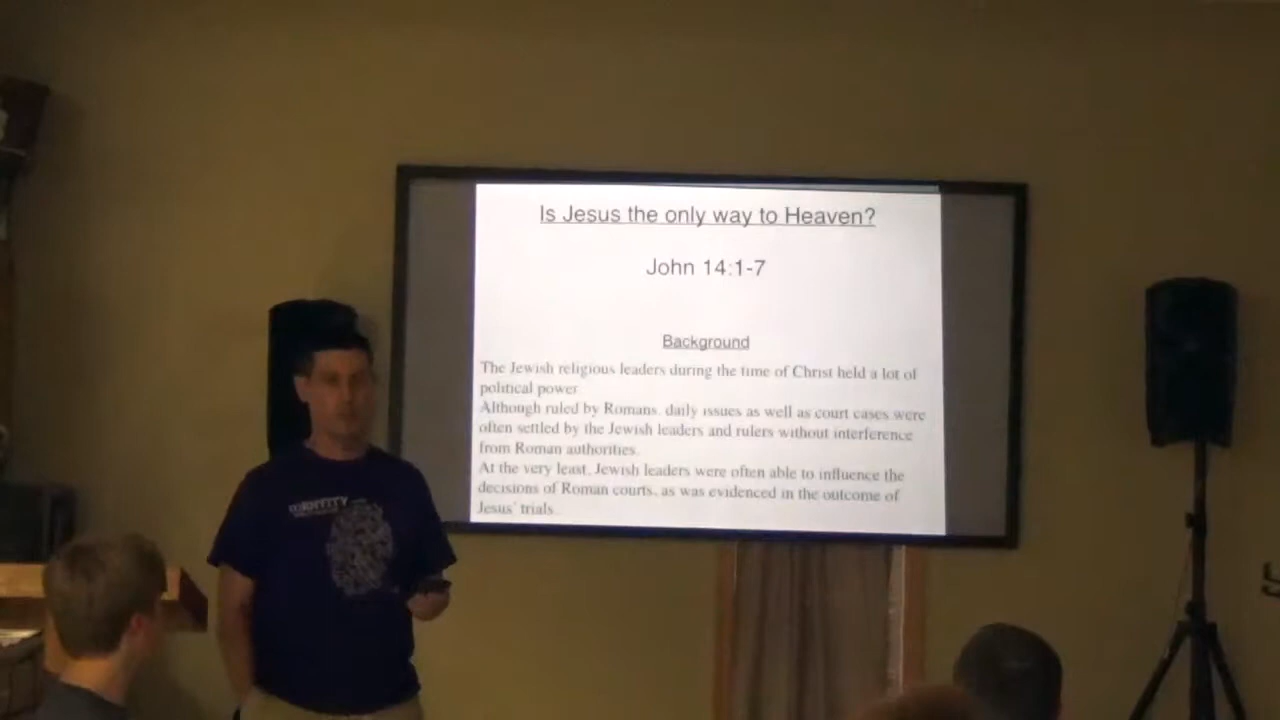 Is Jesus the only way to Heaven?
John 14:1-7
Background
The Jewish religious leaders during the time of Christ held a lot of
political power
Although ruled by Romans, daily issues as well as court cases were
often settled by the Jewish leaders and rulers without interference
from Roman authorities.
At the very least, Jewish leaders were often able to influence the
decisions of Roman courts, as was evidenced in the outcome of
Jesus' trials.